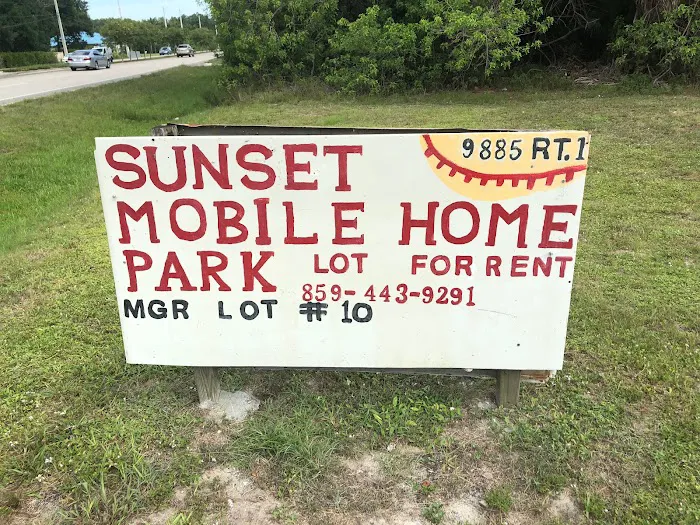 9885 RT.1
SUNSET
MOBILE HOME
PARK LOT FOR RENT
859-443-9291
MGR LOT # 10